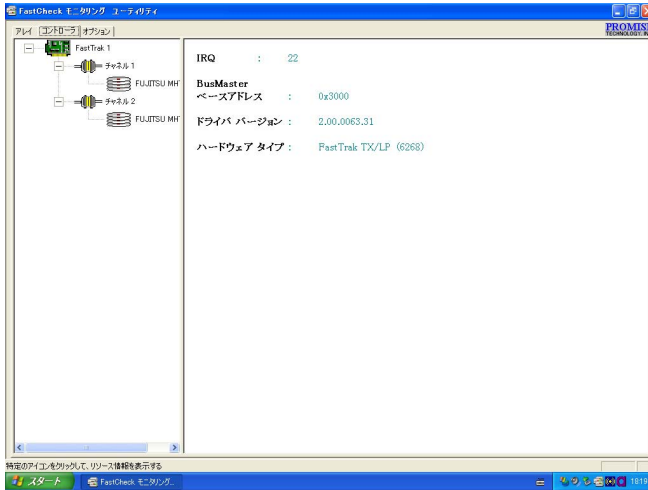 FastCheck モニタリング ユーティリティ
アレイ コントローラ オプション
PROMIS
TECHNOLOGY, IN
FastTrak 1
チャネル 1
FUJITSU MH
チャネル 2
FUJITSU MH
IRQ : 22
BusMaster
ベースアドレス : 0x3000
ドライバ バージョン : 2.00.0063.31
ハードウェア タイプ : FastTrak TX/LP (6268)
特定のアイコンをクリックして、リソース情報を表示する
スタート FastCheck モニタリング... 18:19